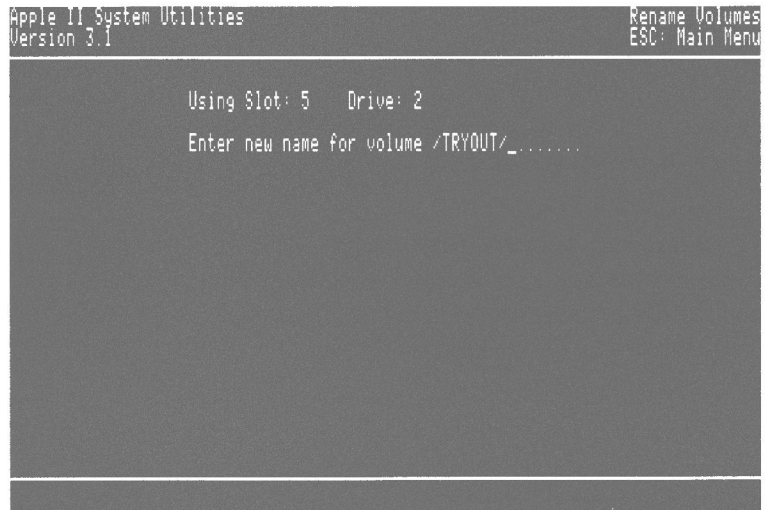 Apple II System Utilities
Rename Volumes
Version 3.1
ESC: Main Menu
Using Slot: 5 Drive: 2
Enter new name for volume /TRYOUT/_.......